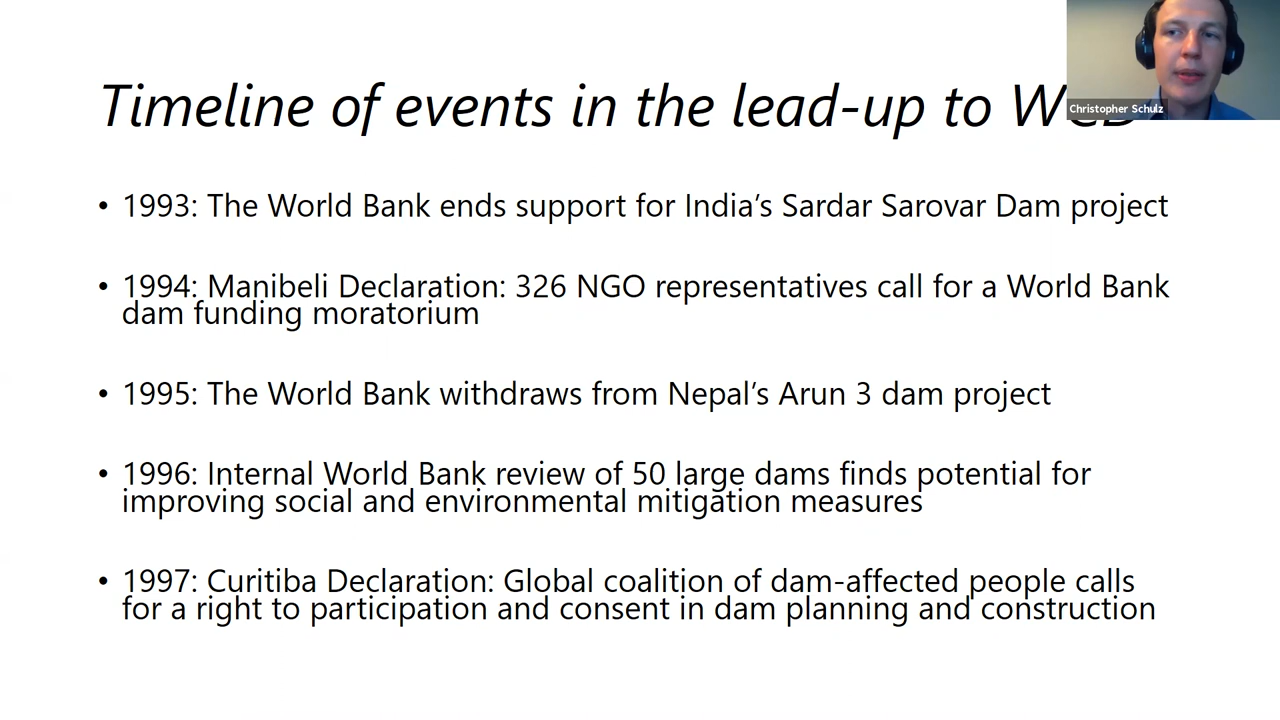 Timeline of events in the lead-up to
Christopher Schulz
• 1993: The World Bank ends support for India’s Sardar Sarovar Dam project
• 1994: Manibeli Declaration: 326 NGO representatives call for a World Bank
dam funding moratorium
• 1995: The World Bank withdraws from Nepal’s Arun 3 dam project
• 1996: Internal World Bank review of 50 large dams finds potential for
improving social and environmental mitigation measures
• 1997: Curitiba Declaration: Global coalition of dam-affected people calls
for a right to participation and consent in dam planning and construction